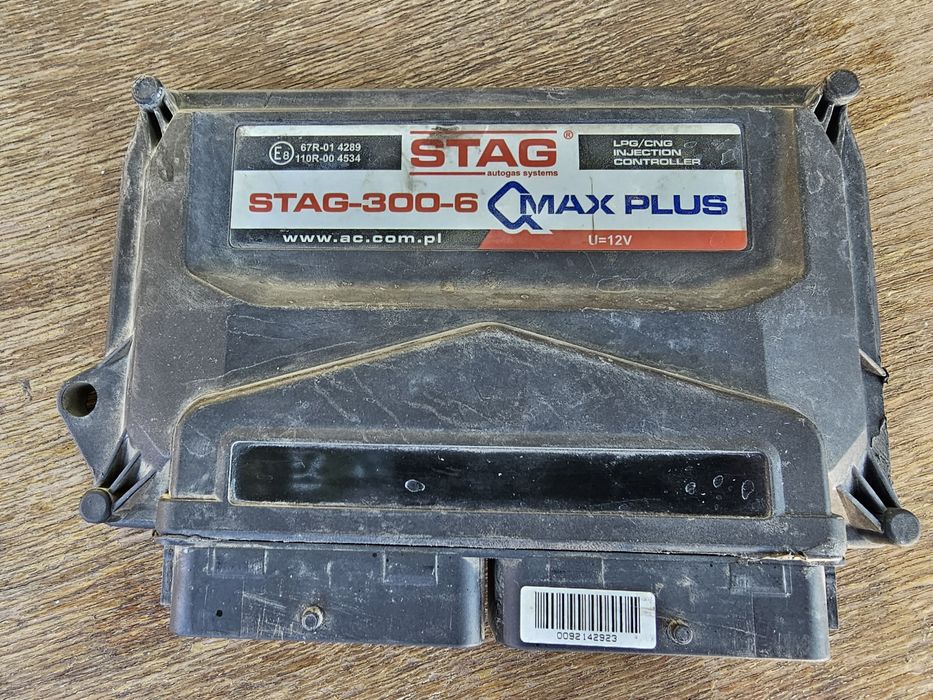 E8 67R-01 4289
110R-00 4534
STAG®
autogas systems
LPG/CNG
INJECTION
CONTROLLER
STAG-300-6 QMAX PLUS
www.ac.com.pl
U=12V
0092142923